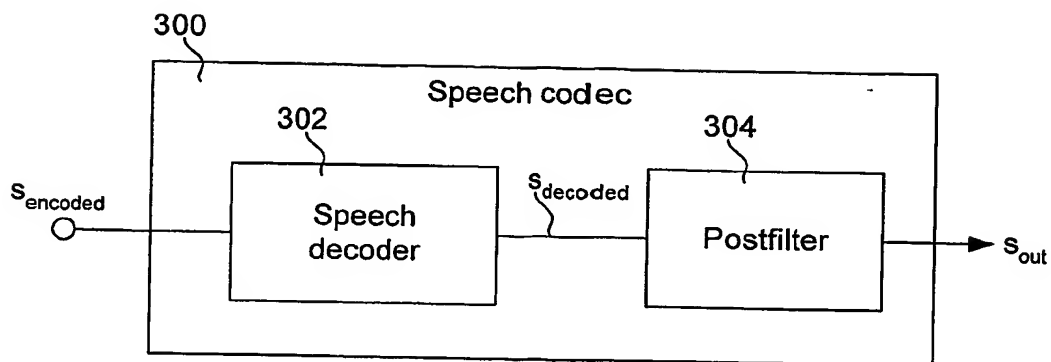 300
Speech codec
302
304
s_encoded
Speech
decoder
s_decoded
Postfilter
s_out